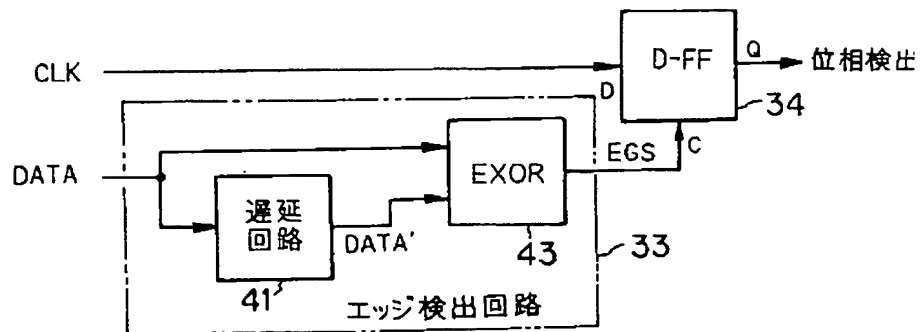 CLK
D
D-FF
Q
位相検出
34
C
EGS
DATA
遅延
回路
41
DATA'
EXOR
43
33
エッジ検出回路